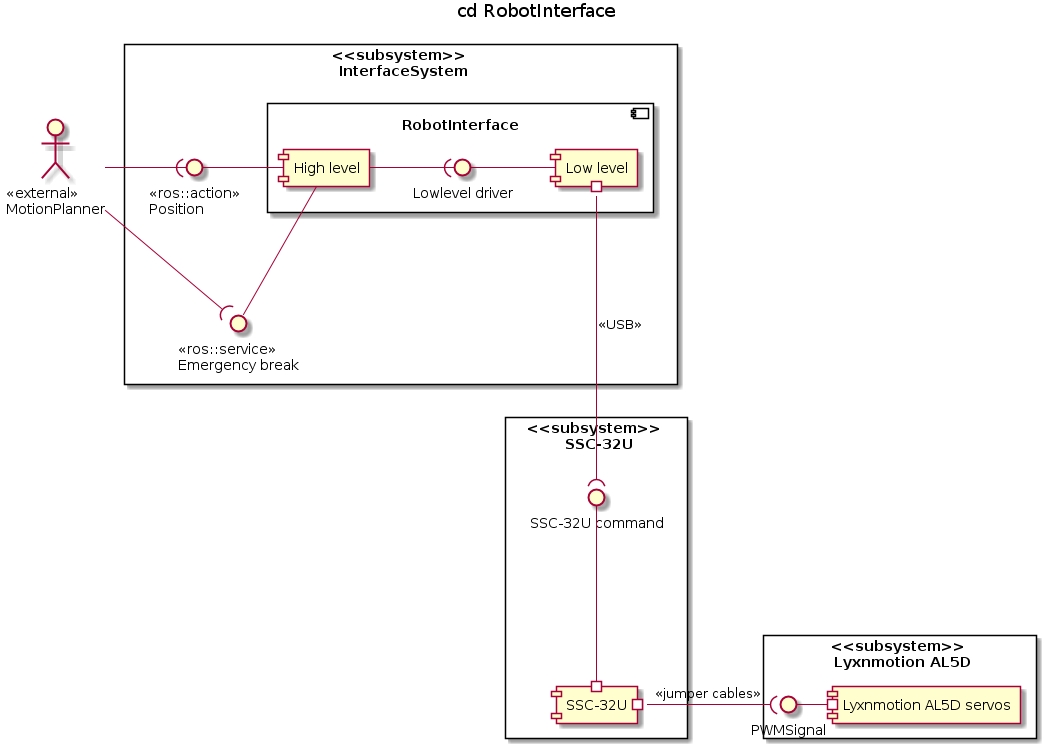 cd RobotInterface
<<subsystem>>
InterfaceSystem
RobotInterface
High level
Low level
Lowlevel driver
«external»
MotionPlanner
«ros::action»
Position
«ros::service»
Emergency break
«USB»
<<subsystem>>
SSC-32U
SSC-32U command
SSC-32U
«jumper cables»
<<subsystem>>
Lyxnmotion AL5D
Lyxnmotion AL5D servos
PWMSignal